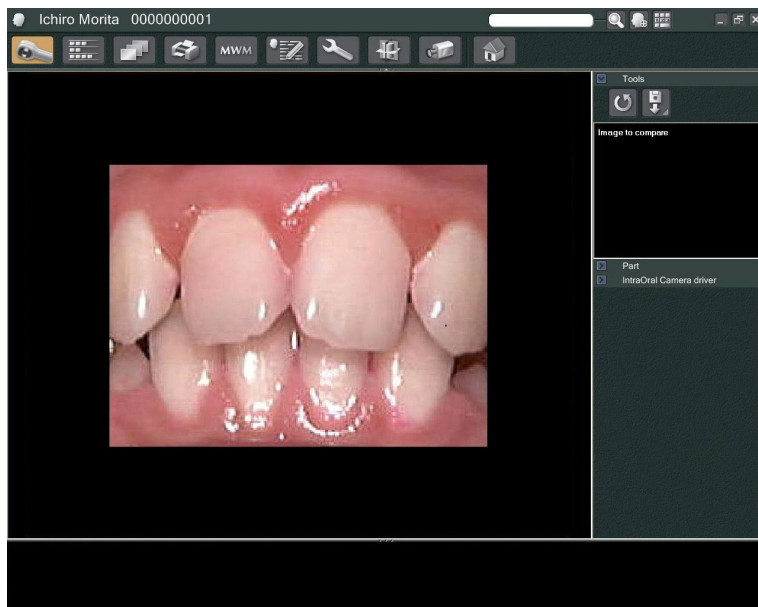 Ichiro Morita 0000000001
MWM
Tools
Image to compare
Part
IntraOral Camera driver